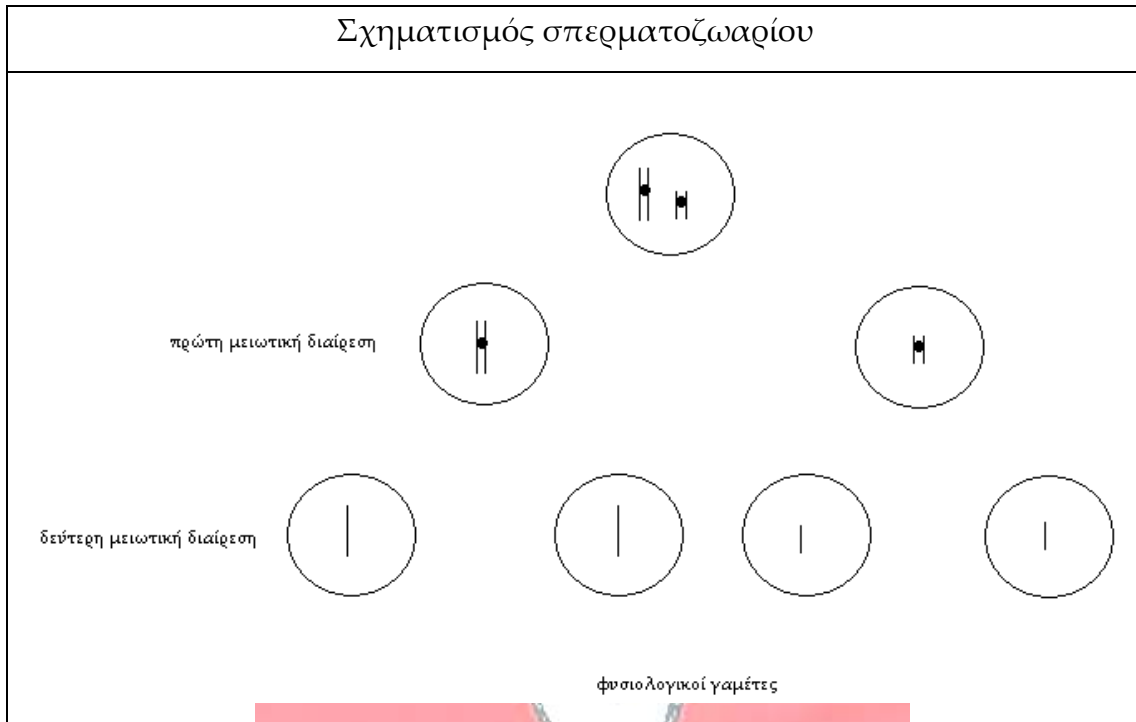 Σχηματισμός σπερματοζωαρίου
πρώτη μειωτική διαίρεση
δεύτερη μειωτική διαίρεση
φυσιολογικοί γαμέτες